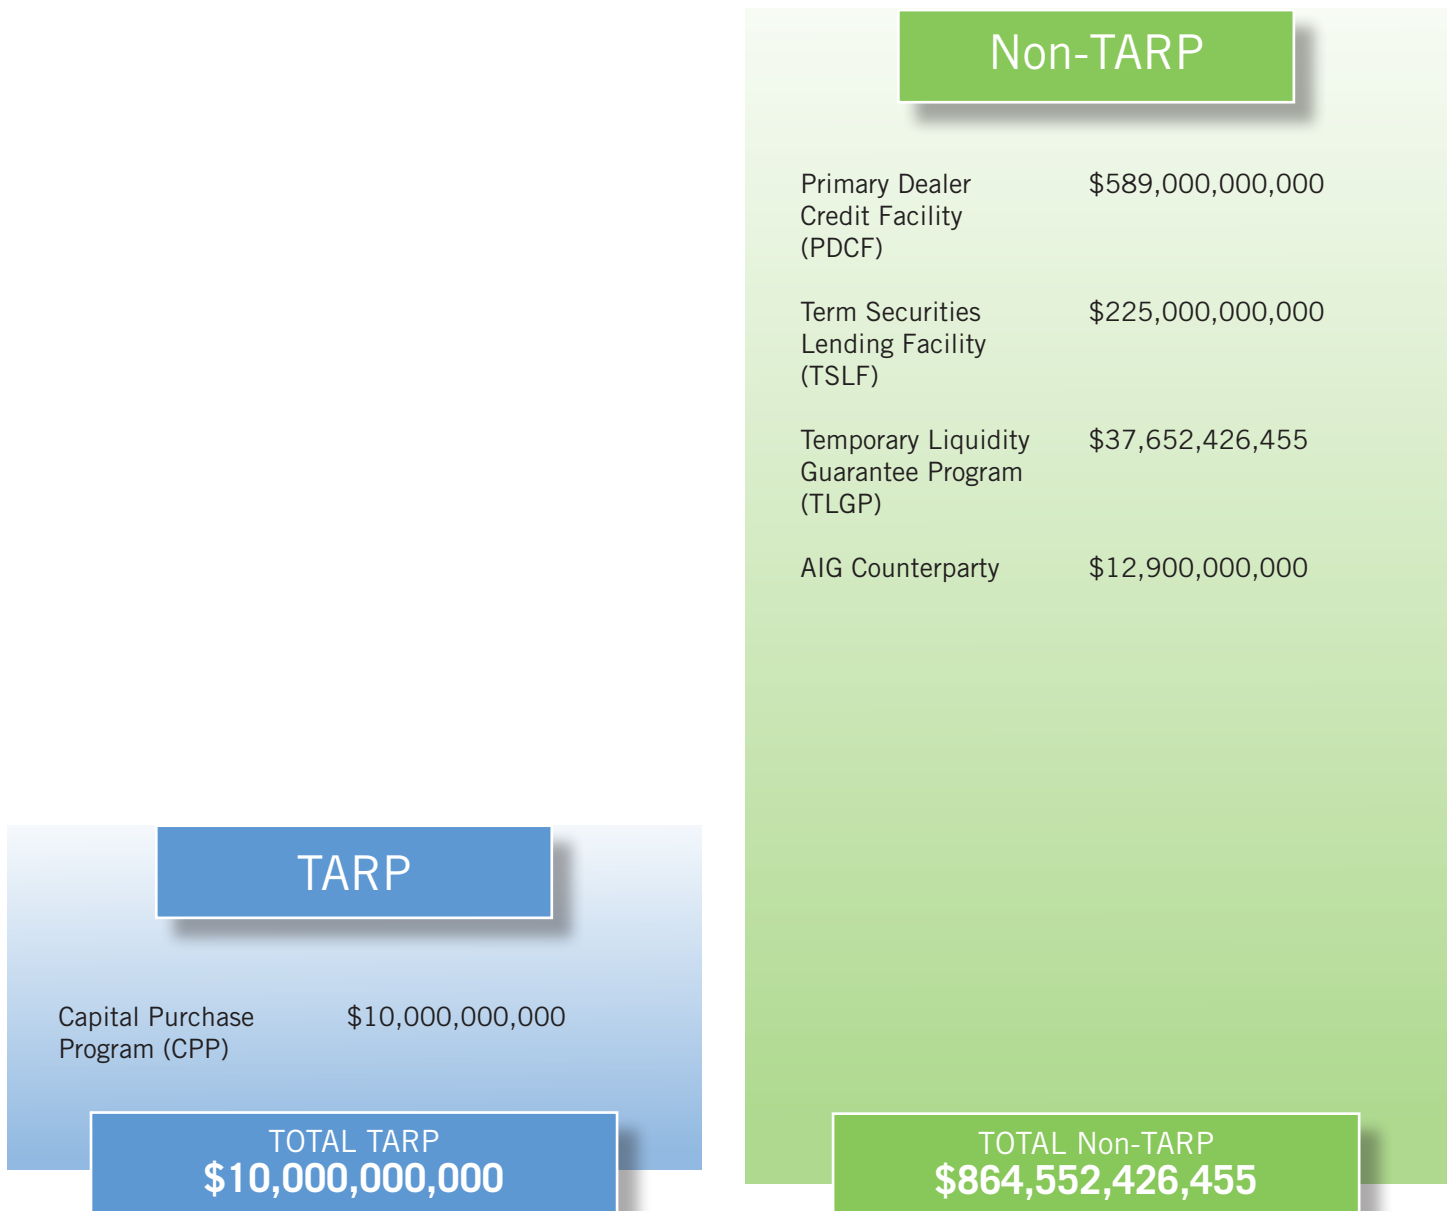 Non-TARP
Primary Dealer $589,000,000,000
Credit Facility
(PDCF)
Term Securities $225,000,000,000
Lending Facility
(TSLF)
Temporary Liquidity $37,652,426,455
Guarantee Program
(TLGP)
AIG Counterparty $12,900,000,000
TARP
Capital Purchase $10,000,000,000
Program (CPP)
TOTAL TARP
$10,000,000,000
TOTAL Non-TARP
$864,552,426,455